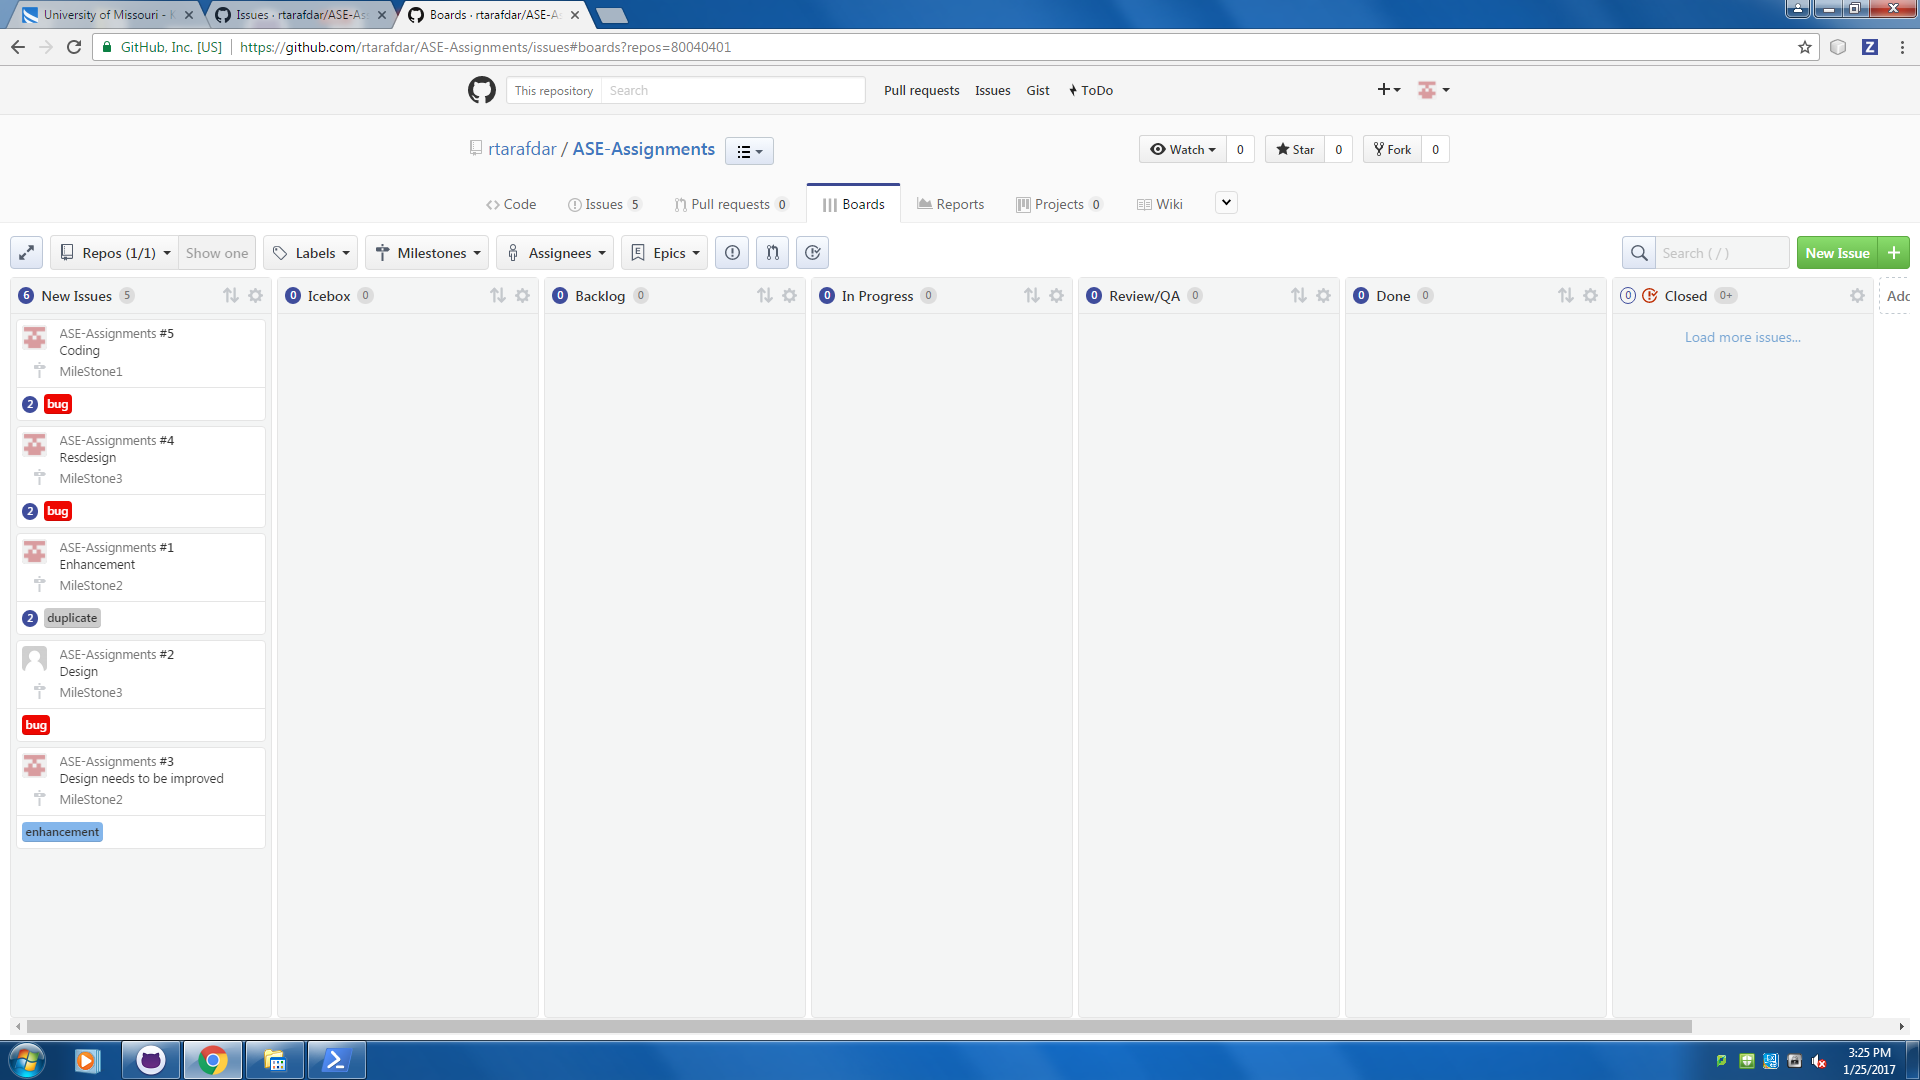 University of Missouri - K
Issues · rtarafdar/ASE-As
Boards · rtarafdar/ASE-A
GitHub, Inc. [US]
https://github.com/rtarafdar/ASE-Assignments/issues#boards?repos=80040401
This repository
Search
Pull requests
Issues
Gist
ToDo
rtarafdar / ASE-Assignments
Watch
0
Star
0
Fork
0
Code
Issues 5
Pull requests 0
Boards
Reports
Projects 0
Wiki
Repos (1/1)
Show one
Labels
Milestones
Assignees
E
Epics
Search ( / )
New Issue
6 New Issues 5
0 Icebox 0
0 Backlog 0
0 In Progress 0
0 Review/QA 0
0 Done 0
0 Closed 0+
Add
Load more issues...
ASE-Assignments #5
Coding
MileStone1
2 bug
ASE-Assignments #4
Resdesign
MileStone3
2 bug
ASE-Assignments #1
Enhancement
MileStone2
2 duplicate
ASE-Assignments #2
Design
MileStone3
bug
ASE-Assignments #3
Design needs to be improved
MileStone2
enhancement
3:25 PM
1/25/2017